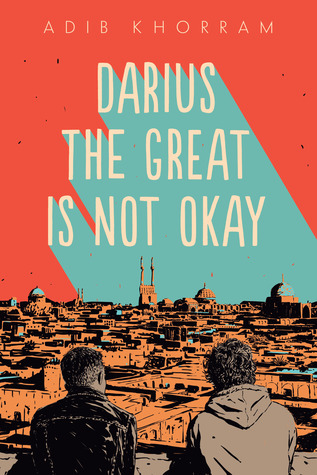 ADIB KHORRAM
DARIUS
THE GREAT
IS NOT OKAY